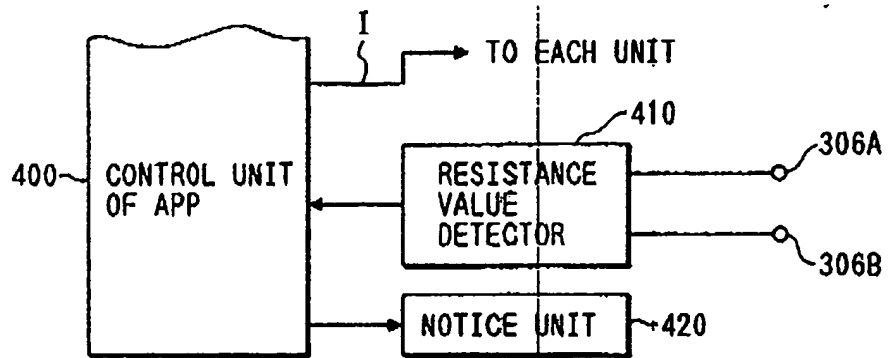 I
TO EACH UNIT
410
306A
400
CONTROL UNIT
OF APP
RESISTANCE
VALUE
DETECTOR
306B
NOTICE UNIT
420